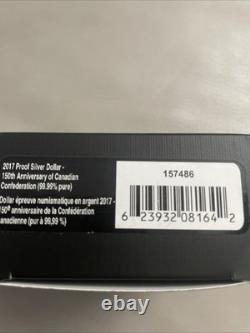 2017 Proof Silver Dollar -
150th Anniversary of Canadian
Confederation (99.99% pure)
Dollar épreuve numismatique en argent 2017 -
150e anniversaire de la Confédération
canadienne (pur à 99,99 %)
157486
6 23932 08164 2